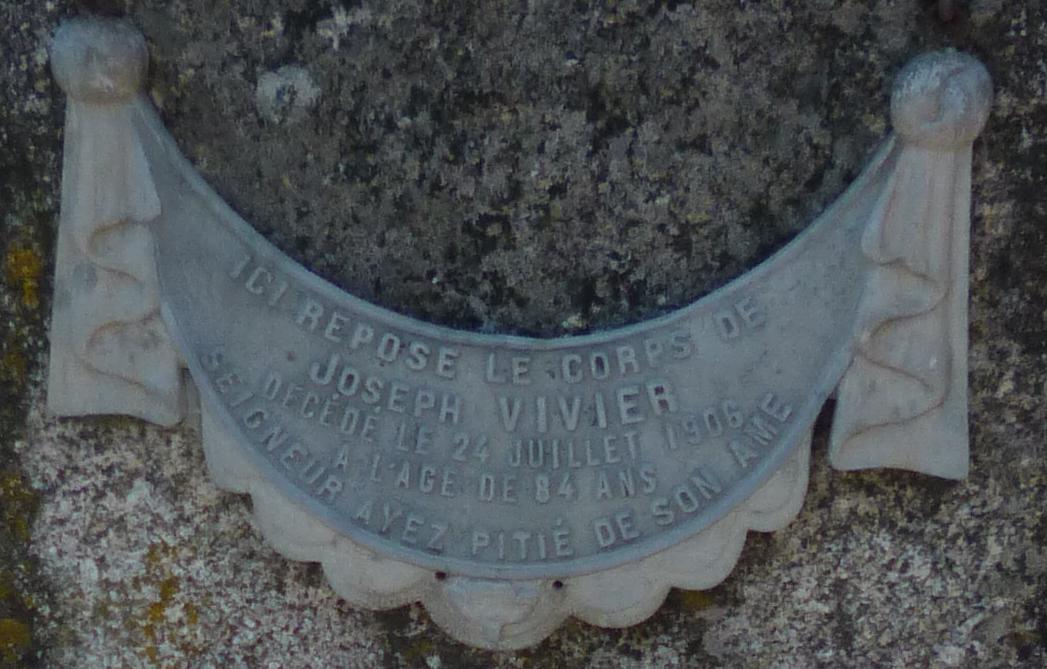 ICI REPOSE LE CORPS DE
JOSEPH VIVIER
DÉCÉDÉ LE 24 JUILLET 1906
A L'AGE DE 84 ANS
SEIGNEUR AYEZ PITIÉ DE SON AME